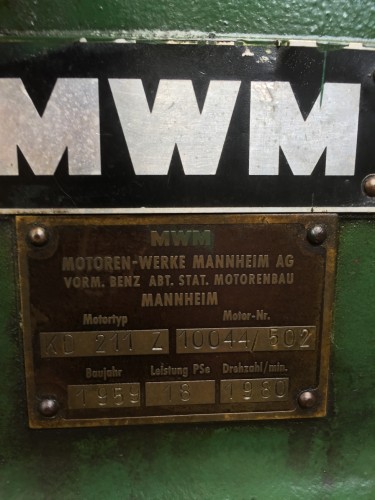 MWM
MWM
MOTOREN-WERKE MANNHEIM AG
VORM. BENZ ABT. STAT. MOTORENBAU
MANNHEIM
Motortyp Motor-Nr.
KD 211 Z 10044/502
Baujahr Leistung PSe Drehzahl/min.
1959 18 1980